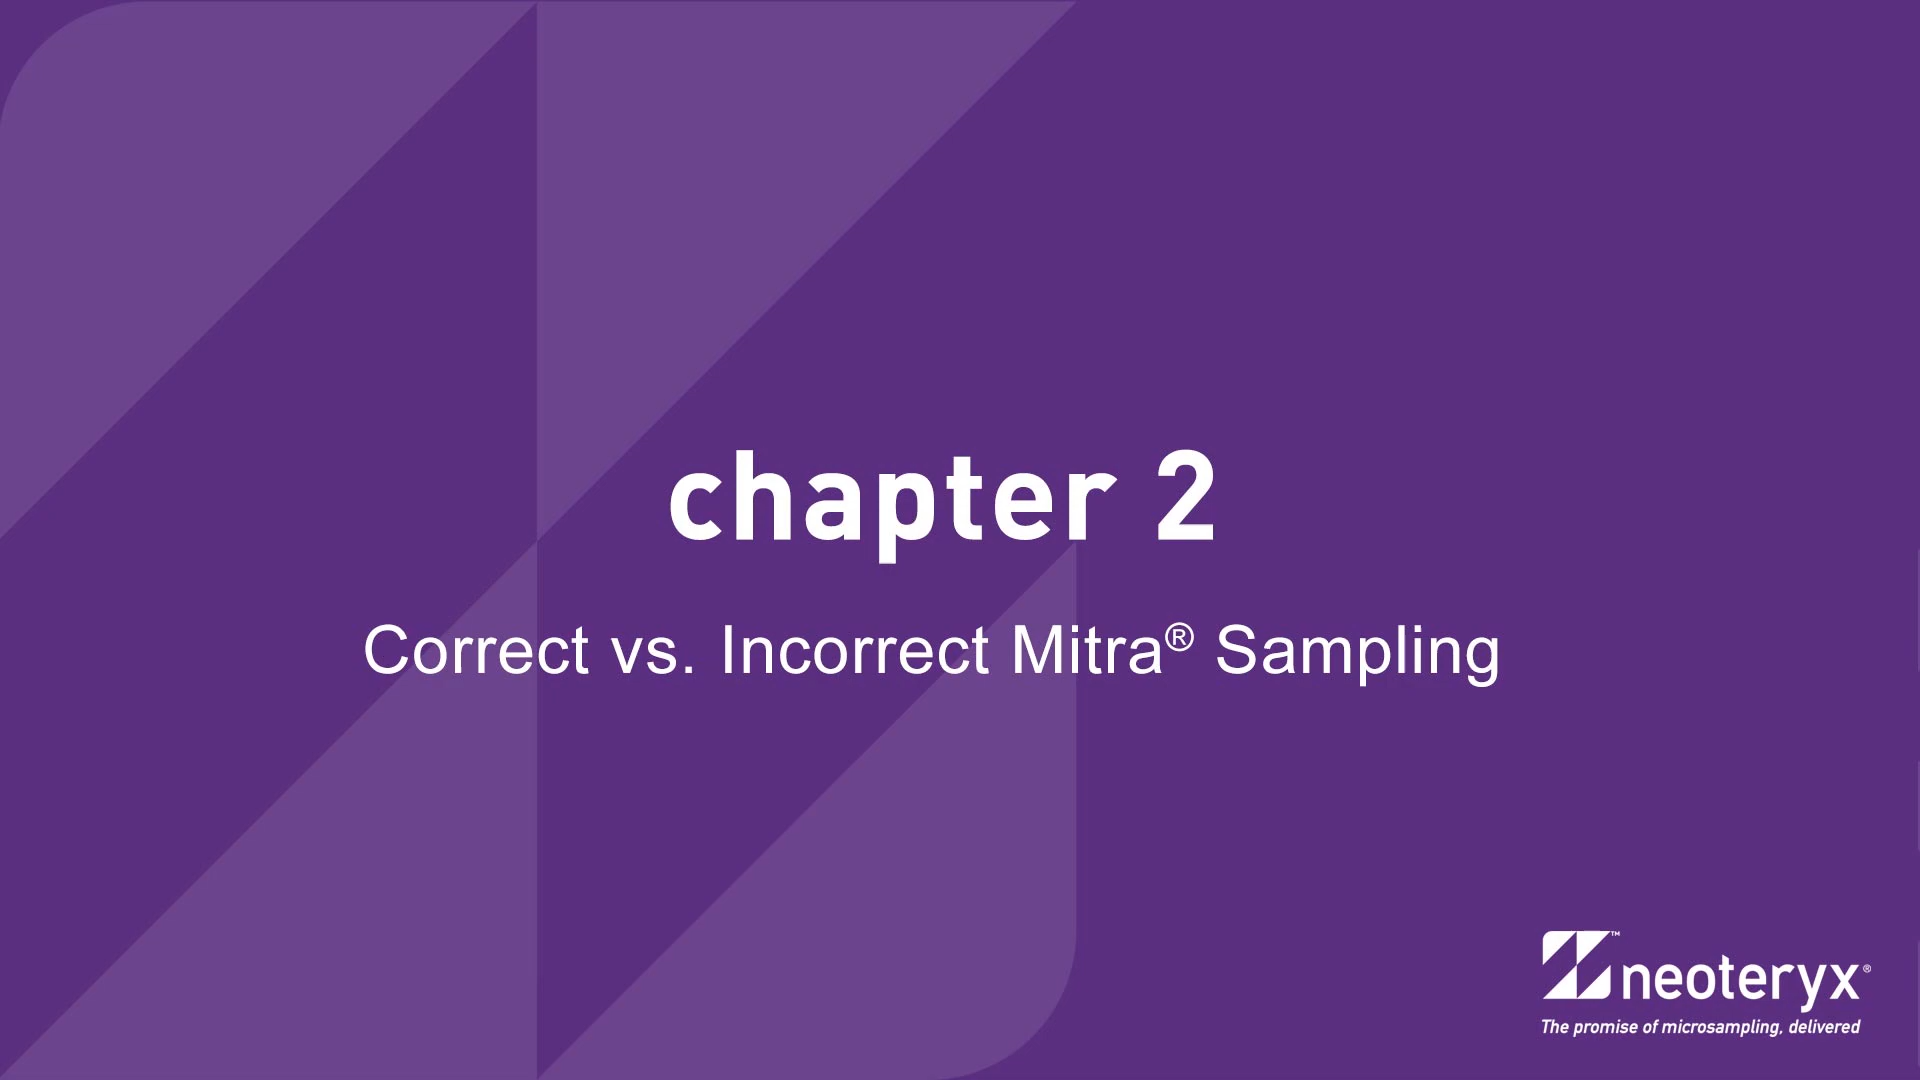 chapter 2
Correct vs. Incorrect Mitra® Sampling
neoteryx®
The promise of microsampling, delivered